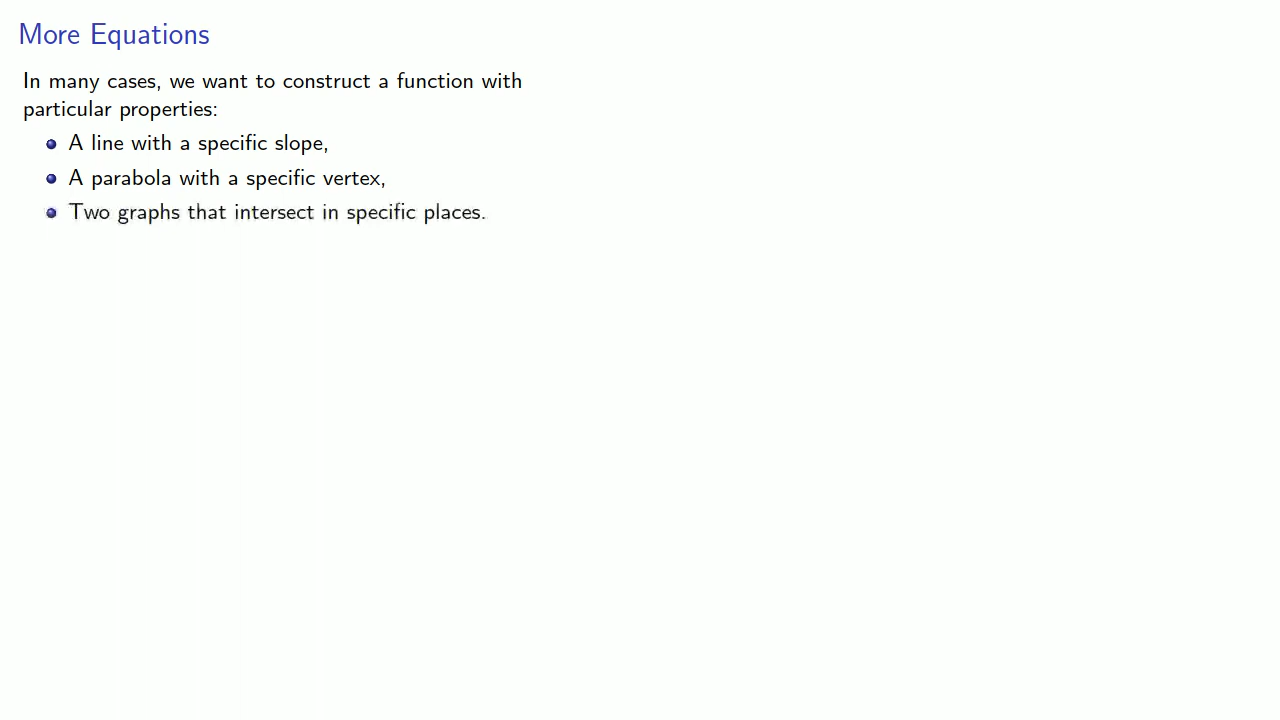 More Equations
In many cases, we want to construct a function with
particular properties:
A line with a specific slope,
A parabola with a specific vertex,
Two graphs that intersect in specific places.